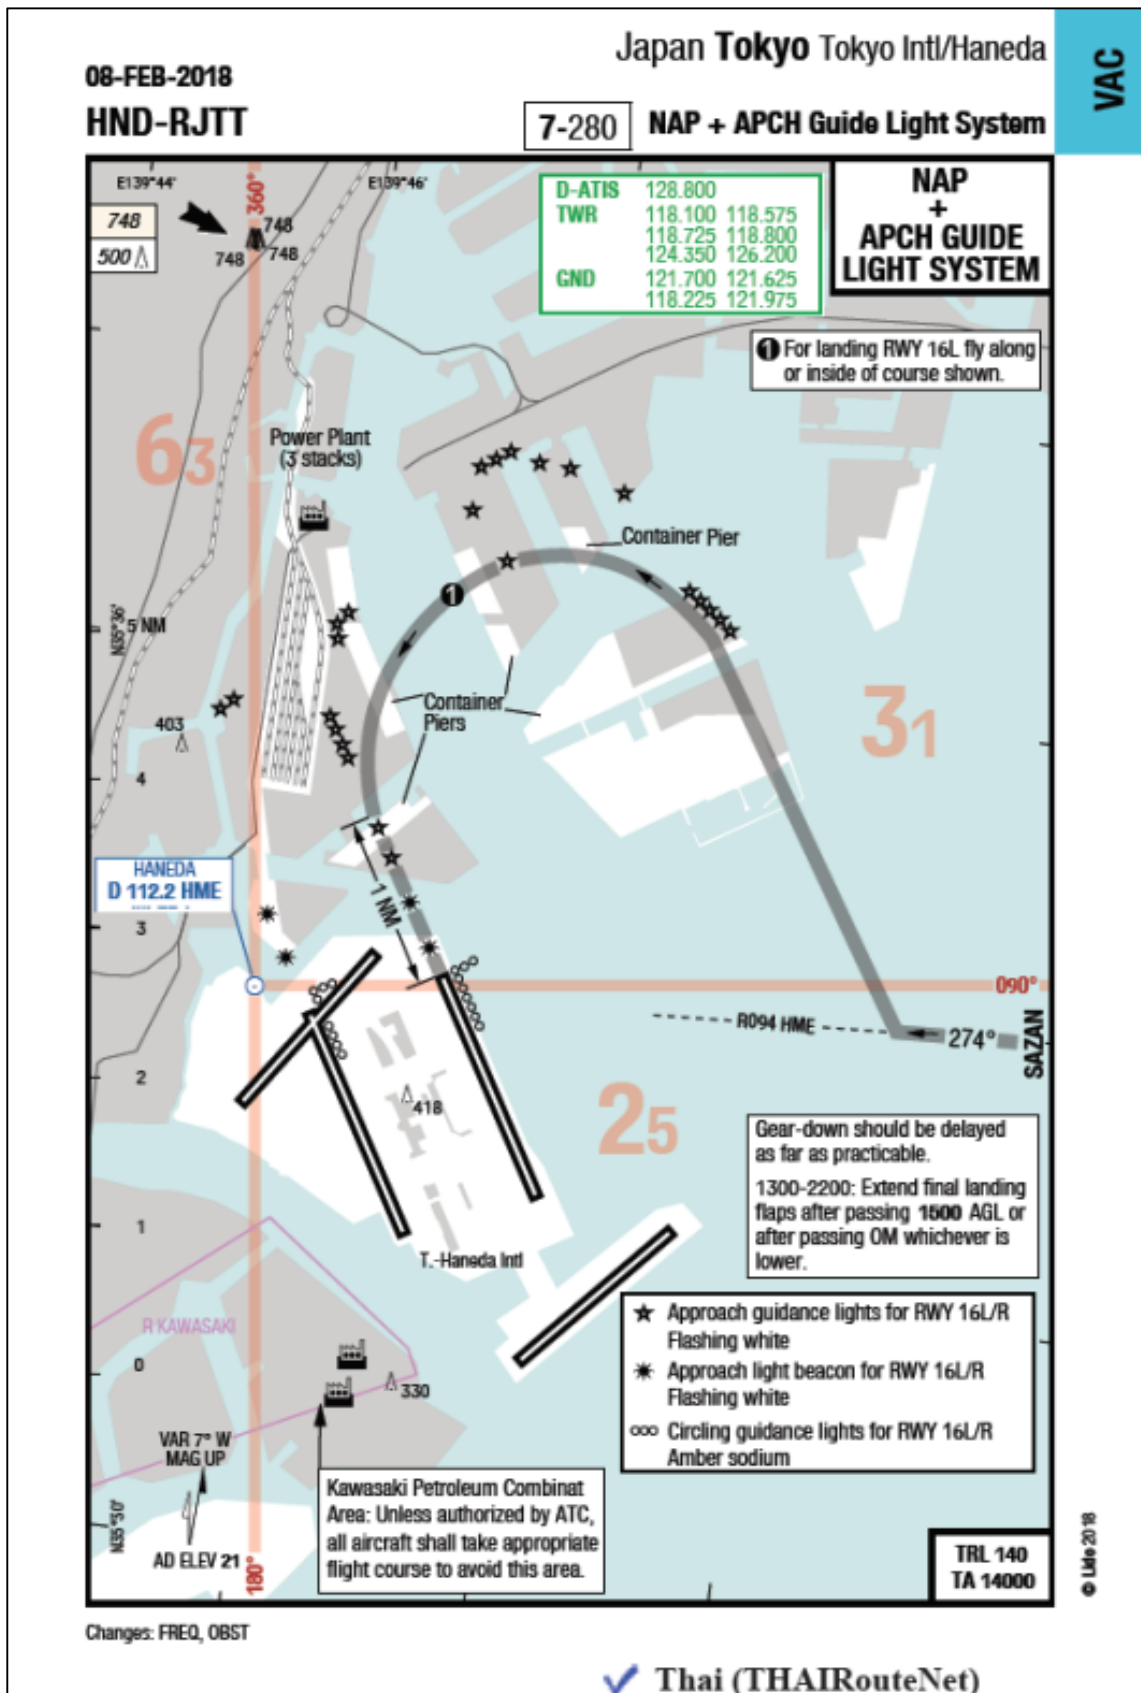 Japan Tokyo Tokyo Intl/Haneda
VAC
08-FEB-2018
HND-RJTT
7-280
NAP + APCH Guide Light System
E139°44'
360°
E139°46'
748
500
748
748
748
D-ATIS 128.800
TWR 118.100 118.575
118.725 118.800
124.350 126.200
GND 121.700 121.625
118.225 121.975
NAP
+
APCH GUIDE
LIGHT SYSTEM
1 For landing RWY 16L fly along
or inside of course shown.
63
Power Plant
(3 stacks)
Container Pier
1
N35°36'
5 NM
Container
Piers
31
403
4
HANEDA
D 112.2 HME
1 NM
3
090°
R094 HME
274°
SAZAN
2
418
25
Gear-down should be delayed
as far as practicable.
1300-2200: Extend final landing
flaps after passing 1500 AGL or
after passing OM whichever is
lower.
1
T.-Haneda Intl
R KAWASAKI
0
330
Approach guidance lights for RWY 16L/R
Flashing white
Approach light beacon for RWY 16L/R
Flashing white
Circling guidance lights for RWY 16L/R
Amber sodium
VAR 7° W
MAG UP
Kawasaki Petroleum Combinat
Area: Unless authorized by ATC,
all aircraft shall take appropriate
flight course to avoid this area.
N35°30'
AD ELEV 21
180°
TRL 140
TA 14000
© Lido 2018
Changes: FREQ, OBST
Thai (THAIRouteNet)